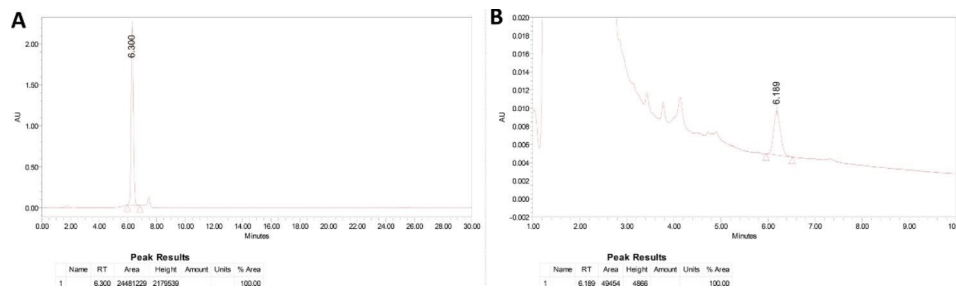 A
6.300
2.00
1.50
1.00
0.50
0.00
AU
0.00 2.00 4.00 6.00 8.00 10.00 12.00 14.00 16.00 18.00 20.00 22.00 24.00 26.00 28.00 30.00
Minutes
Peak Results
Name RT Area Height Amount Units % Area
1 6.300 24481229 2179539 100.00
B
6.189
0.020
0.018
0.016
0.014
0.012
0.010
0.008
0.006
0.004
0.002
0.000
-0.002
AU
1.00 2.00 3.00 4.00 5.00 6.00 7.00 8.00 9.00
Minutes
Peak Results
Name RT Area Height Amount Units % Area
1 6.189 49454 4866 100.00